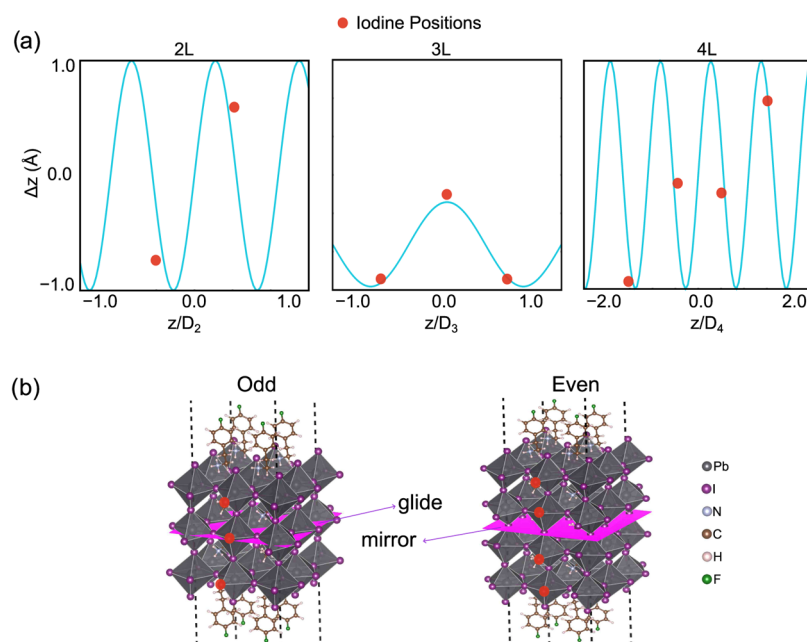 Iodine Positions
(a)
2L 3L 4L
1.0
0.0
−1.0
Δz (Å)
−1.0 0.0 1.0 −1.0 0.0 1.0 −2.0 0.0 2.0
z/D2 z/D3 z/D4
(b)
Odd Even
glide
mirror
Pb
I
N
C
H
F